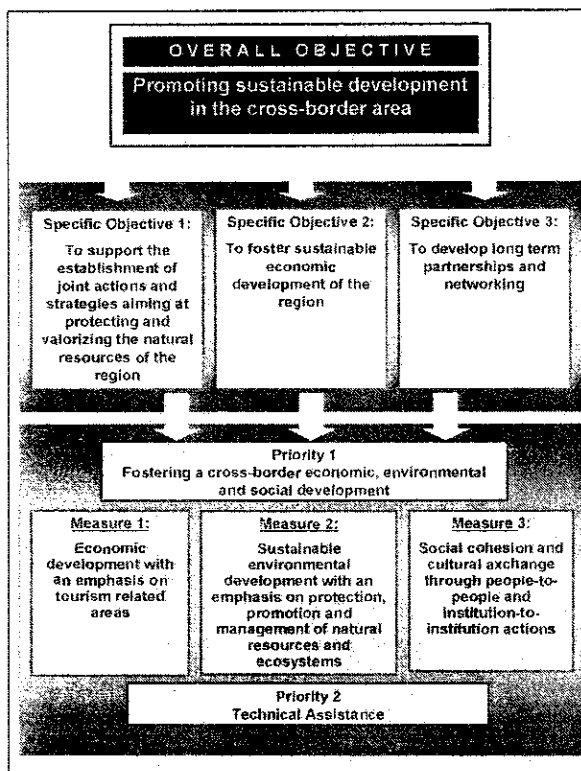 OVERALL OBJECTIVE
Promoting sustainable development
in the cross-border area
Specific Objective 1:
To support the
establishment of
joint actions and
strategies aiming at
protecting and
valorizing the natural
resources of the
region
Specific Objective 2:
To foster sustainable
economic
development of the
region
Specific Objective 3:
To develop long term
partnerships and
networking
Priority 1
Fostering a cross-border economic, environmental
and social development
Measure 1:
Economic
development with
an emphasis on
tourism related
areas
Measure 2:
Sustainable
environmental
development with an
emphasis on protection,
promotion and
management of natural
resources and
ecosystems
Measure 3:
Social cohesion and
cultural axchange
through people-to-
people and
institution-to-
institution actions
Priority 2
Technical Assistance